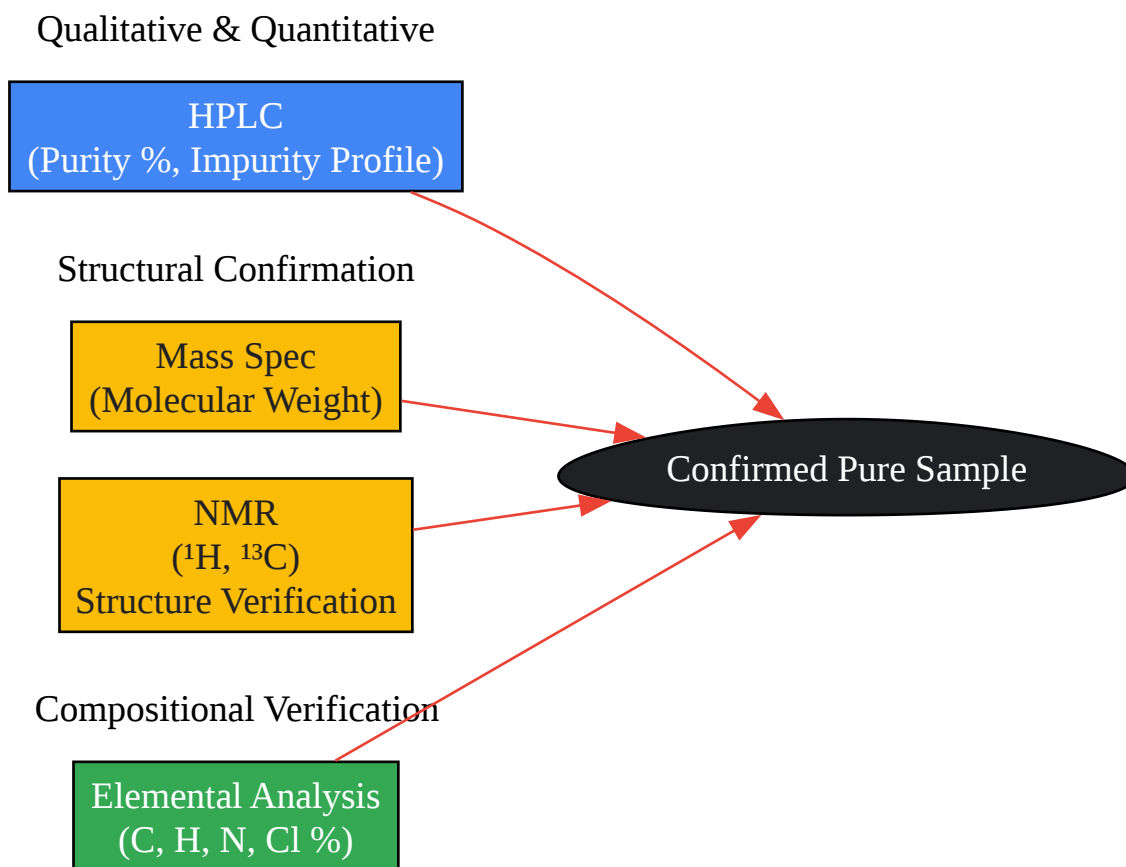 Qualitative & Quantitative
HPLC
(Purity %, Impurity Profile)
Structural Confirmation
Mass Spec
(Molecular Weight)
NMR
(¹H, ¹³C)
Structure Verification
Confirmed Pure Sample
Compositional Verification
Elemental Analysis
(C, H, N, Cl %)